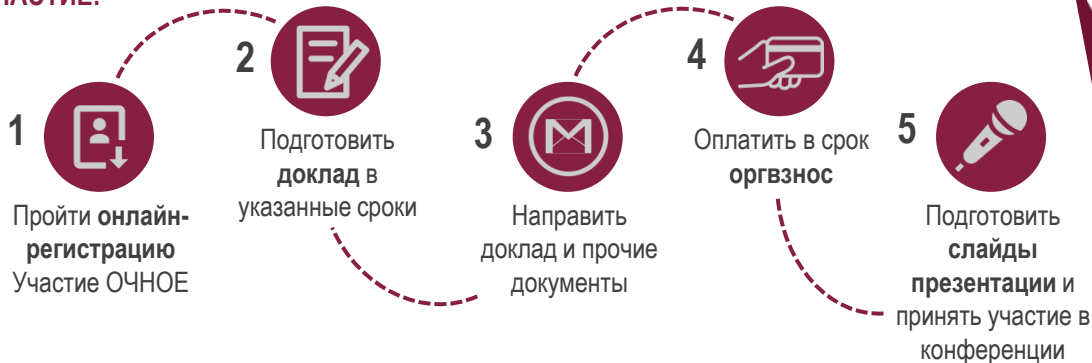 1
Пройти онлайн-
регистрацию
Участие ОЧНОЕ
2
Подготовить
доклад в
указанные сроки
3
Направить
доклад и прочие
документы
4
Оплатить в срок
оргвзнос
5
Подготовить
слайды
презентации и
принять участие в
конференции